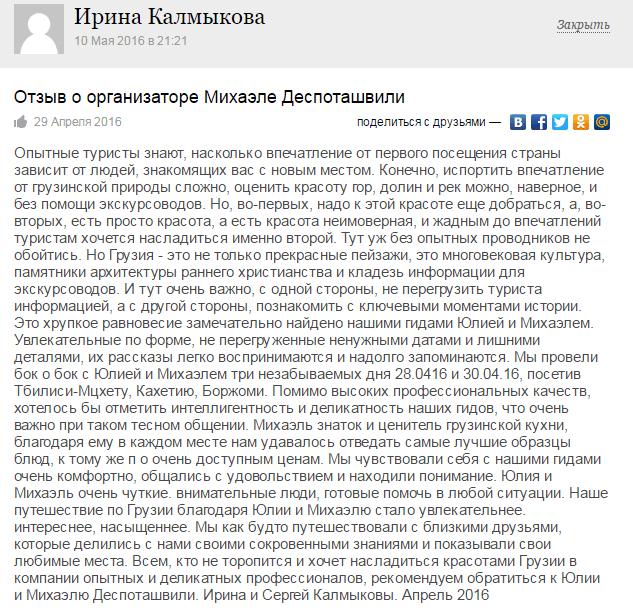 Ирина Калмыкова
10 Мая 2016 в 21:21
Закрыть
Отзыв о организаторе Михаэле Деспоташвили
29 Апреля 2016
поделиться с друзьями —
Опытные туристы знают, насколько впечатление от первого посещения страны
зависит от людей, знакомящих вас с новым местом. Конечно, испортить впечатление
от грузинской природы сложно, оценить красоту гор, долин и рек можно, наверное, и
без помощи экскурсоводов. Но, во-первых, надо к этой красоте еще добраться, а, во-
вторых, есть просто красота, а есть красота неимоверная, и жадным до впечатлений
туристам хочется насладиться именно второй. Тут уж без опытных проводников не
обойтись. Но Грузия - это не только прекрасные пейзажи, это многовековая культура,
памятники архитектуры раннего христианства и кладезь информации для
экскурсоводов. И тут очень важно, с одной стороны, не перегрузить туриста
информацией, а с другой стороны, познакомить с ключевыми моментами истории.
Это хрупкое равновесие замечательно найдено нашими гидами Юлией и Михаэлем.
Увлекательные по форме, не перегруженные ненужными датами и лишними
деталями, их рассказы легко воспринимаются и надолго запоминаются. Мы провели
бок о бок с Юлией и Михаэлем три незабываемых дня 28.0416 и 30.04.16, посетив
Тбилиси-Мцхету, Кахетию, Боржоми. Помимо высоких профессиональных качеств,
хотелось бы отметить интеллигентность и деликатность наших гидов, что очень
важно при таком тесном общении. Михаэль знаток и ценитель грузинской кухни,
благодаря ему в каждом месте нам удавалось отведать самые лучшие образцы
блюд, к тому же п о очень доступным ценам. Мы чувствовали себя с нашими гидами
очень комфортно, общались с удовольствием и находили понимание. Юлия и
Михаэль очень чуткие. внимательные люди, готовые помочь в любой ситуации. Наше
путешествие по Грузии благодаря Юлии и Михаэлю стало увлекательнее.
интереснее, насыщеннее. Мы как будто путешествовали с близкими друзьями,
которые делились с нами своими сокровенными знаниями и показывали свои
любимые места. Всем, кто не торопится и хочет насладиться красотами Грузии в
компании опытных и деликатных профессионалов, рекомендуем обратиться к Юлии
и Михаэлю Деспоташвили. Ирина и Сергей Калмыковы. Апрель 2016